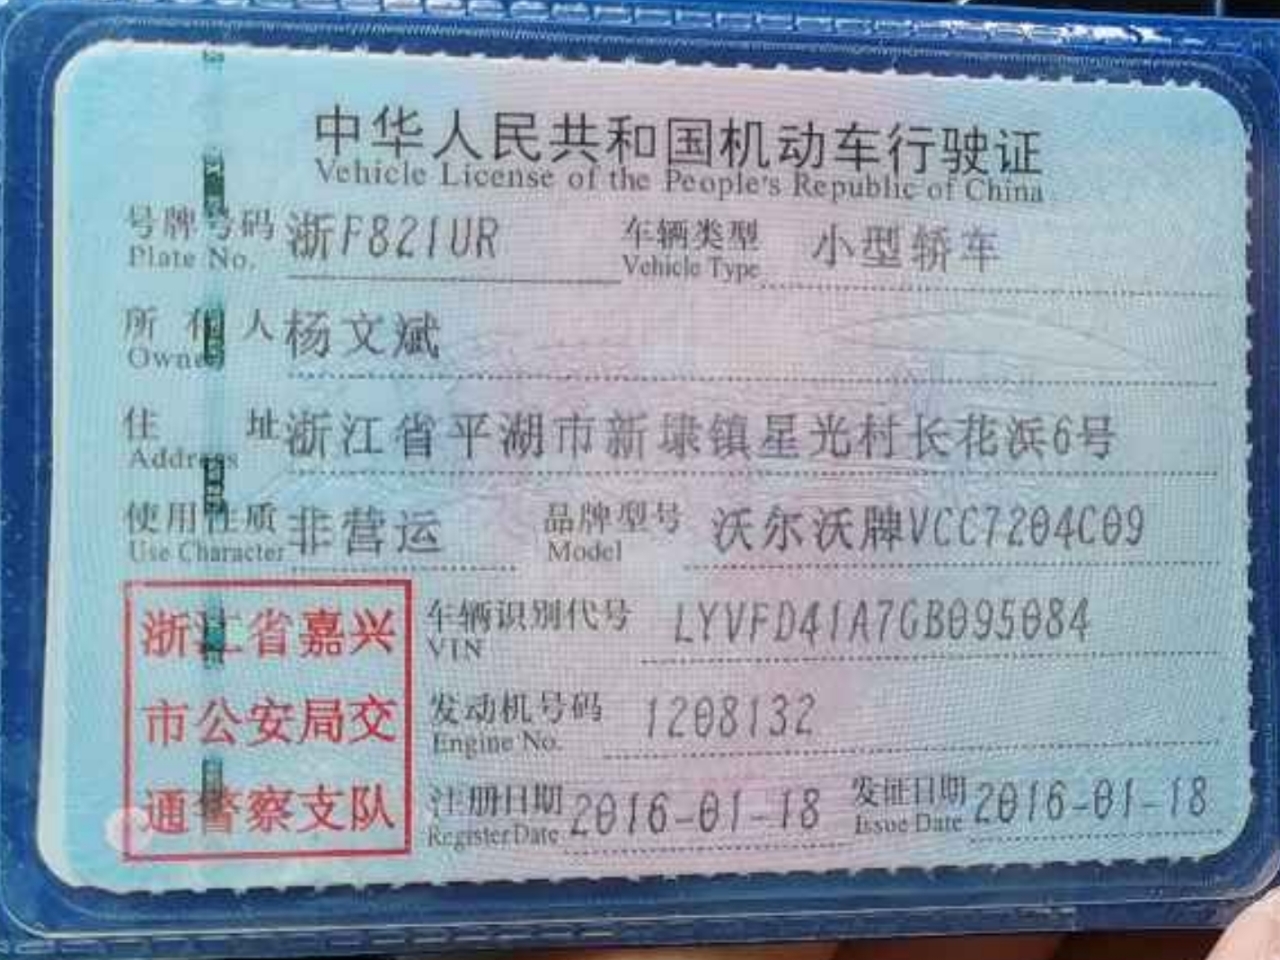 中华人民共和国机动车行驶证
Vehicle License of the People's Republic of China
号牌号码 浙F821UR 车辆类型 小型轿车
Plate No. Vehicle Type
所有人 杨文斌
Owner
住址 浙江省平湖市新埭镇星光村长花浜6号
Address
使用性质 非营运 品牌型号 沃尔沃牌VCC7204C09
Use Character Model
浙江省嘉兴
市公安局交
通警察支队
车辆识别代号 LYVFD41A7GB095084
VIN
发动机号码 1208132
Engine No.
注册日期 2016-01-18 发证日期 2016-01-18
Register Date Issue Date